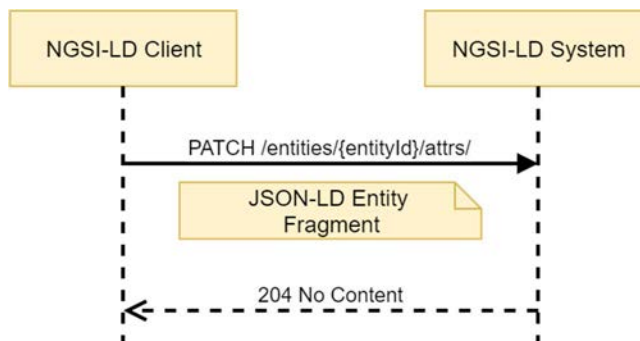 NGSI-LD Client
NGSI-LD System
PATCH /entities/{entityId}/attrs/
JSON-LD Entity
Fragment
204 No Content